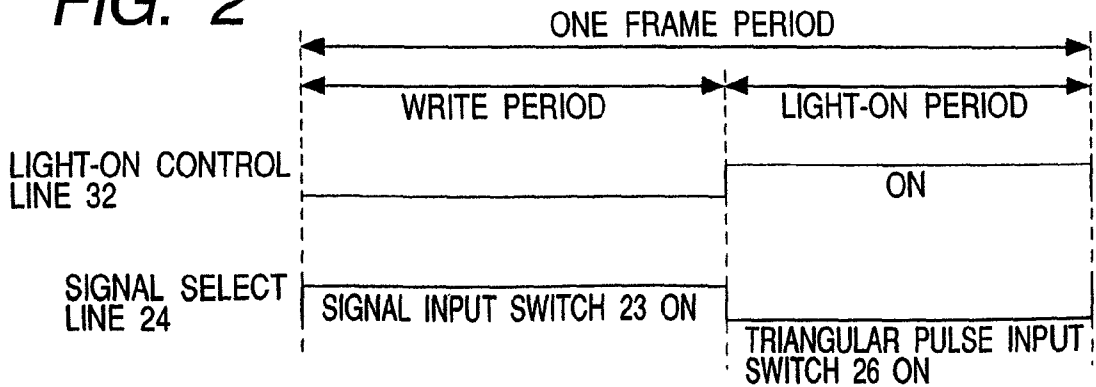 FIG. 2
ONE FRAME PERIOD
WRITE PERIOD
LIGHT-ON PERIOD
LIGHT-ON CONTROL
LINE 32
ON
SIGNAL SELECT
LINE 24
SIGNAL INPUT SWITCH 23 ON
TRIANGULAR PULSE INPUT
SWITCH 26 ON